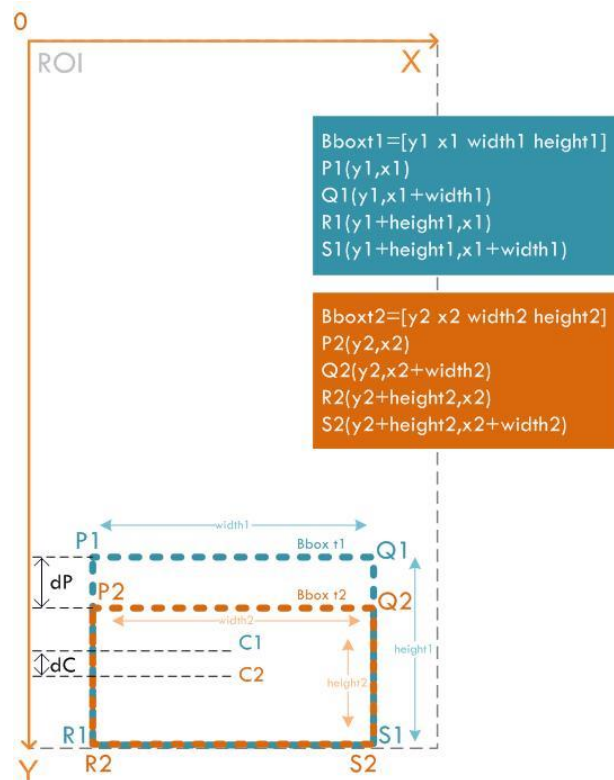 0
ROI
X
Bboxt1=[y1 x1 width1 height1]
P1(y1,x1)
Q1(y1,x1+width1)
R1(y1+height1,x1)
S1(y1+height1,x1+width1)
Bboxt2=[y2 x2 width2 height2]
P2(y2,x2)
Q2(y2,x2+width2)
R2(y2+height2,x2)
S2(y2+height2,x2+width2)
width1
P1
Bbox t1
Q1
dP
P2
Bbox t2
Q2
width2
C1
height1
dC
C2
height2
R1
S1
Y
R2
S2